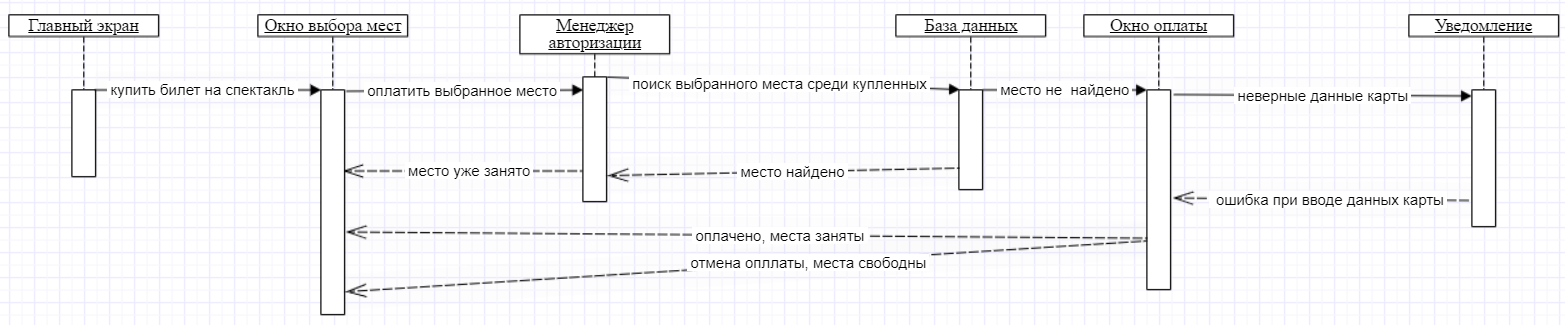 Главный экран
Окно выбора мест
Менеджер
авторизации
База данных
Окно оплаты
Уведомление
купить билет на спектакль
оплатить выбранное место
поиск выбранного места среди купленных
место не найдено
неверные данные карты
место уже занято
место найдено
ошибка при вводе данных карты
оплачено, места заняты
отмена опплаты, места свободны